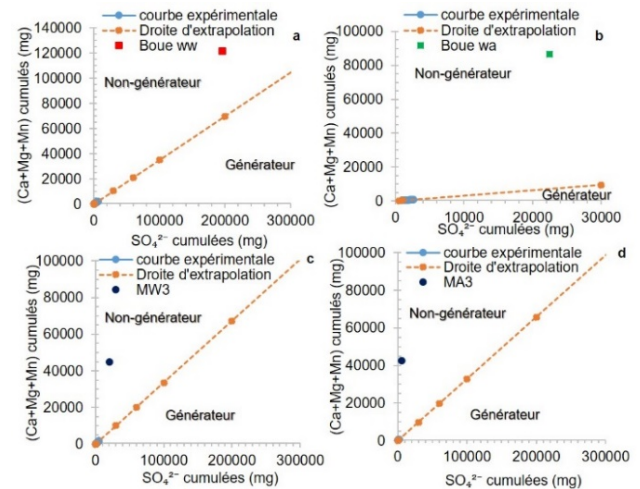 courbe expérimentale
Droite d'extrapolation
Boue ww
a
140000
120000
100000
80000
60000
40000
20000
0
(Ca+Mg+Mn) cumulés (mg)
Non-générateur
Générateur
0 100000 200000 300000
SO₄²⁻ cumulées (mg)
courbe expérimentale
Droite d'extrapolation
Boue wa
b
100000
80000
60000
40000
20000
0
(Ca+Mg+Mn) cumulés (mg)
Non-générateur
Générateur
0 10000 20000 30000
SO₄²⁻ cumulées (mg)
courbe expérimentale
Droite d'extrapolation
MW3
c
100000
80000
60000
40000
20000
0
(Ca+Mg+Mn) cumulés (mg)
Non-générateur
Générateur
0 100000 200000 300000
SO₄²⁻ cumulées (mg)
courbe expérimentale
Droite d'extrapolation
MA3
d
100000
80000
60000
40000
20000
0
(Ca+Mg+Mn) cumulés (mg)
Non-générateur
Générateur
0 100000 200000 300000
SO₄²⁻ cumulées (mg)